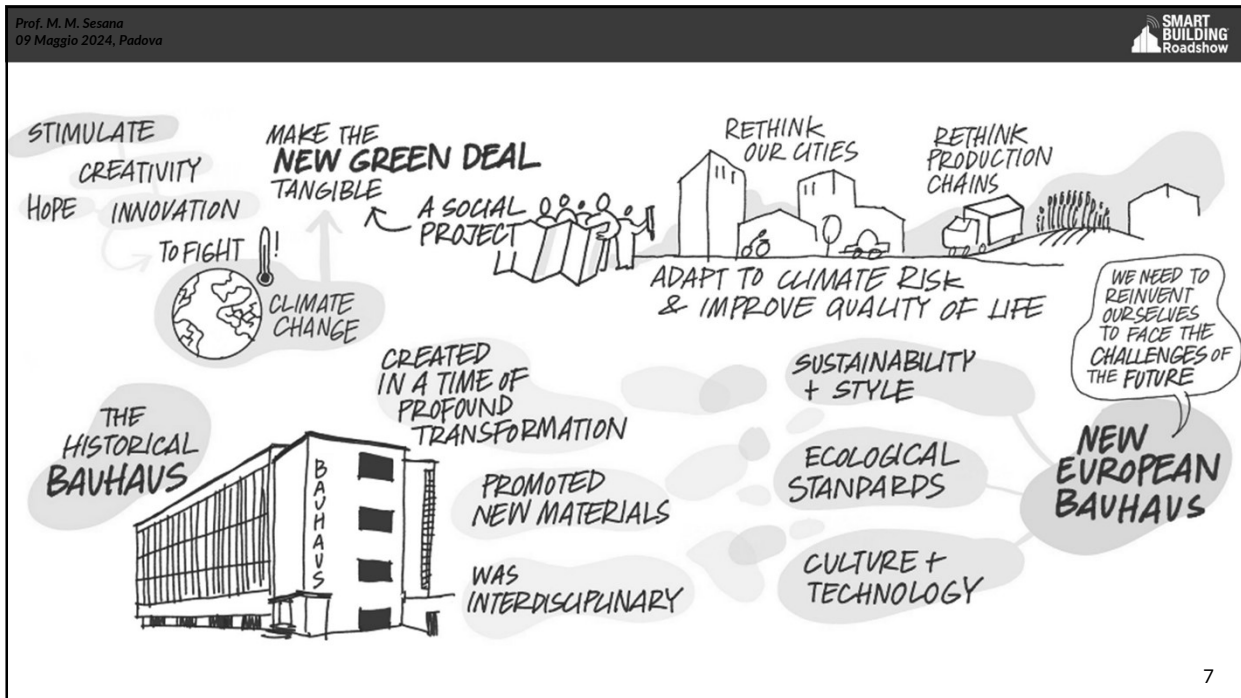 Prof. M. M. Sesana
09 Maggio 2024, Padova
SMART
BUILDING
Roadshow
STIMULATE
CREATIVITY
HOPE INNOVATION
TO FIGHT !
CLIMATE
CHANGE
MAKE THE
NEW GREEN DEAL
TANGIBLE
A SOCIAL
PROJECT
RETHINK
OUR CITIES
RETHINK
PRODUCTION
CHAINS
ADAPT TO CLIMATE RISK
& IMPROVE QUALITY OF LIFE
WE NEED TO
REINVENT
OURSELVES
TO FACE THE
CHALLENGES OF
THE FUTURE
THE
HISTORICAL
BAUHAUS
BAUHAUS
CREATED
IN A TIME OF
PROFOUND
TRANSFORMATION
PROMOTED
NEW MATERIALS
WAS
INTERDISCIPLINARY
SUSTAINABILITY
+ STYLE
ECOLOGICAL
STANDARDS
CULTURE +
TECHNOLOGY
NEW
EUROPEAN
BAUHAUS
7